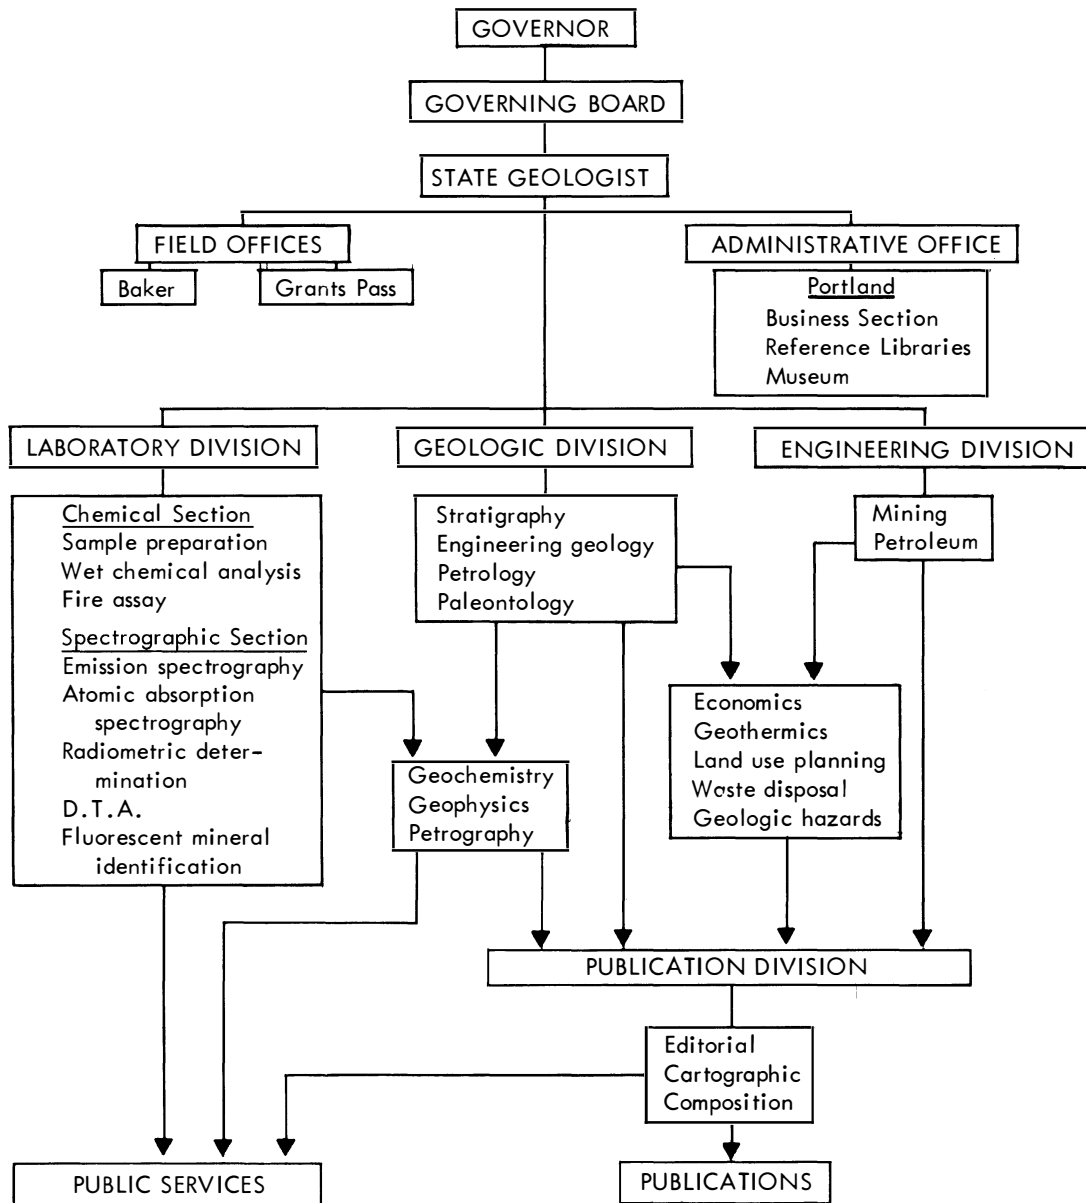 GOVERNOR
GOVERNING BOARD
STATE GEOLOGIST
FIELD OFFICES
Baker
Grants Pass
ADMINISTRATIVE OFFICE
Portland
Business Section
Reference Libraries
Museum
LABORATORY DIVISION
GEOLOGIC DIVISION
ENGINEERING DIVISION
Chemical Section
Sample preparation
Wet chemical analysis
Fire assay
Spectrographic Section
Emission spectrography
Atomic absorption
spectrography
Radiometric deter-
mination
D.T.A.
Fluorescent mineral
identification
Stratigraphy
Engineering geology
Petrology
Paleontology
Mining
Petroleum
Geochemistry
Geophysics
Petrography
Economics
Geothermics
Land use planning
Waste disposal
Geologic hazards
PUBLICATION DIVISION
Editorial
Cartographic
Composition
PUBLIC SERVICES
PUBLICATIONS